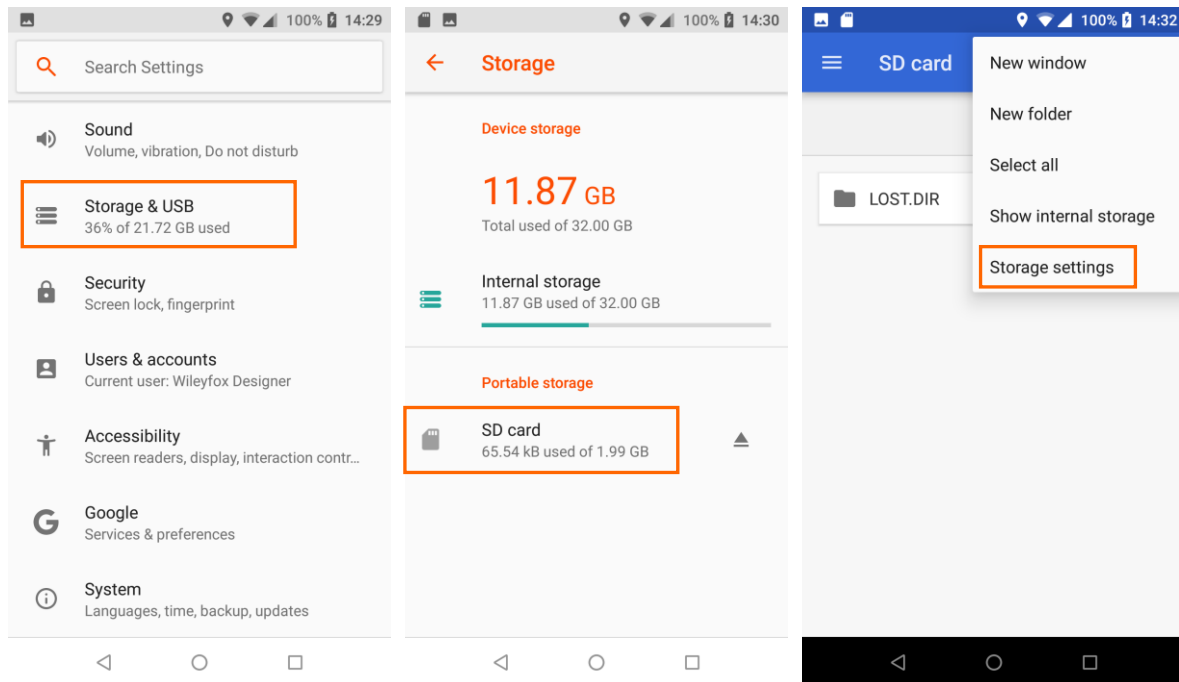 100% 14:29
Search Settings
Sound
Volume, vibration, Do not disturb
Storage & USB
36% of 21.72 GB used
Security
Screen lock, fingerprint
Users & accounts
Current user: Wileyfox Designer
Accessibility
Screen readers, display, interaction contr...
Google
Services & preferences
System
Languages, time, backup, updates
100% 14:30
Storage
Device storage
11.87 GB
Total used of 32.00 GB
Internal storage
11.87 GB used of 32.00 GB
Portable storage
SD card
65.54 kB used of 1.99 GB
100% 14:32
SD card
New window
New folder
Select all
LOST.DIR
Show internal storage
Storage settings